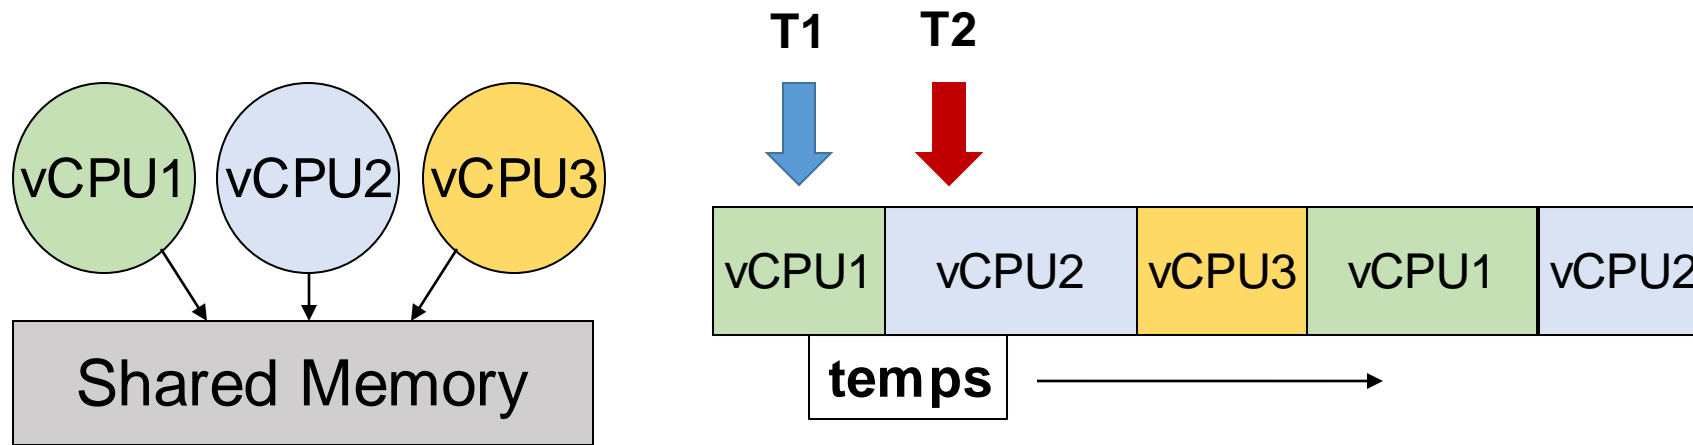 T1 T2
vCPU1 vCPU2 vCPU3
vCPU1 vCPU2 vCPU3 vCPU1 vCPU2
Shared Memory
temps